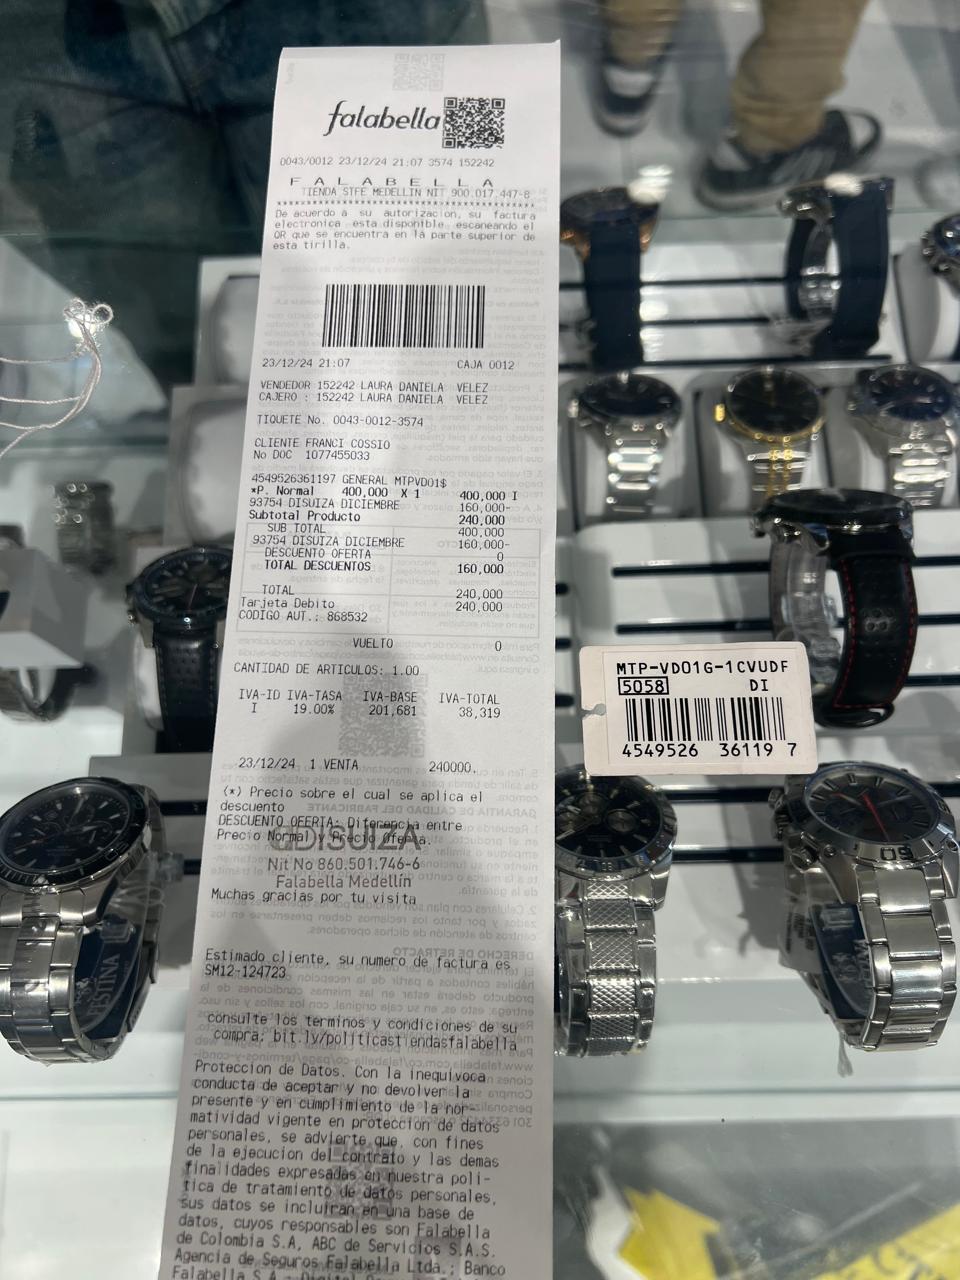 falabella
0043/0012 23/12/24 21:07 3574 152242
F A L A B E L L A
TIENDA STFE MEDELLIN NIT 900.017.447-8
De acuerdo a su autorizacion, su factura
electronica esta disponible escaneando el
QR que se encuentra en la parte superior de
esta tirilla.
23/12/24 21:07 CAJA 0012
VENDEDOR 152242 LAURA DANIELA VELEZ
CAJERO : 152242 LAURA DANIELA VELEZ
TIQUETE No. 0043-0012-3574
CLIENTE FRANCI COSSIO
No DOC 1077455033
4549526361197 GENERAL MTPVD01$
*P. Normal 400,000 X 1 400,000 I
93754 DISUIZA DICIEMBRE 160,000-
Subtotal Producto 240,000
SUB TOTAL 400,000
93754 DISUIZA DICIEMBRE 160,000-
DESCUENTO OFERTA 0
TOTAL DESCUENTOS 160,000
TOTAL 240,000
Tarjeta Debito 240,000
CODIGO AUT.: 868532
VUELTO 0
CANTIDAD DE ARTICULOS: 1.00
IVA-ID IVA-TASA IVA-BASE IVA-TOTAL
I 19.00% 201,681 38,319
23/12/24 1 VENTA 240000.
(*) Precio sobre el cual se aplica el
descuento
DESCUENTO OFERTA: Diferencia entre
Precio Normal y Precio Oferta.
DISUIZA
Nit No 860.501.746-6
Falabella Medellín
Muchas gracias por tu visita
Estimado cliente, su numero de factura es
SM12-124723
consulte los terminos y condiciones de su
compra; bit.ly/politicastiendasfalabella
Proteccion de Datos. Con la inequivoca
conducta de aceptar y no devolver la
presente y en cumplimiento de la nor-
matividad vigente en proteccion de datos
personales, se advierte que, con fines
de la ejecucion del contrato y las demas
finalidades expresadas en nuestra poli-
tica de tratamiento de datos personales,
sus datos se incluiran en una base de
datos, cuyos responsables son Falabella
de Colombia S.A, ABC de Servicios S.A.S.
Agencia de Seguros Falabella Ltda.; Banco
Falabella S.A.;
MTP-VD01G-1CVUDF
5058 DI
4549526 36119 7
FESTINA
50